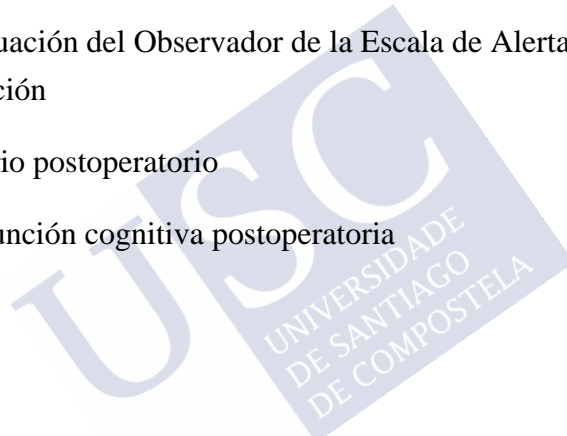 uación del Observador de la Escala de Alerta
ción
io postoperatorio
unción cognitiva postoperatoria
USC
UNIVERSIDADE
DE SANTIAGO
DE COMPOSTELA